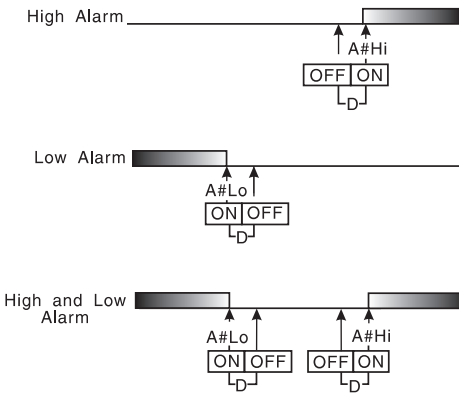 High Alarm
A#Hi
OFF ON
D
Low Alarm
A#Lo
ON OFF
D
High and Low
Alarm
A#Lo A#Hi
ON OFF OFF ON
D D